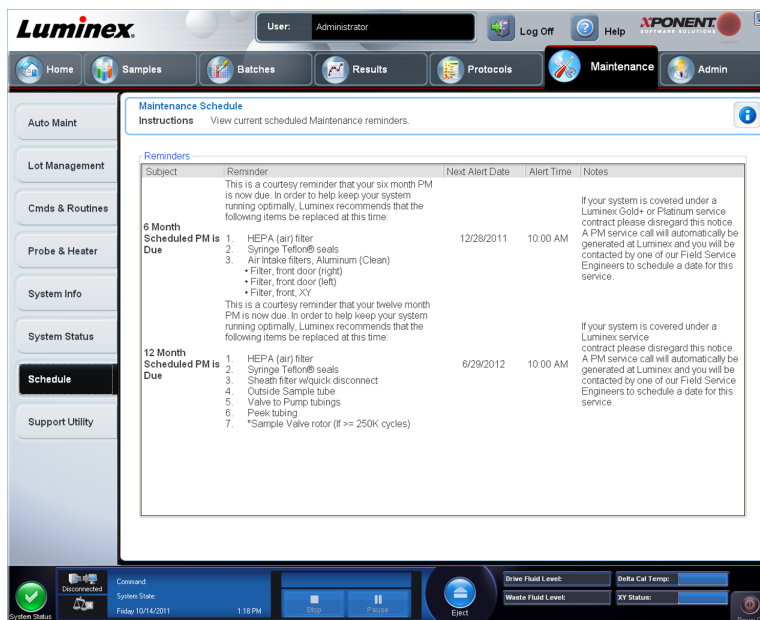 Luminex.
User: Administrator
Log Off
Help
XPONENT.
SOFTWARE SOLUTIONS
Home
Samples
Batches
Results
Protocols
Maintenance
Admin
Auto Maint
Lot Management
Cmds & Routines
Probe & Heater
System Info
System Status
Schedule
Support Utility
Maintenance Schedule
Instructions View current scheduled Maintenance reminders.
Reminders
Subject Reminder Next Alert Date Alert Time Notes
6 Month
Scheduled PM is
Due
This is a courtesy reminder that your six month PM
is now due. In order to help keep your system
running optimally, Luminex recommends that the
following items be replaced at this time:
1. HEPA (air) filter
2. Syringe Teflon® seals
3. Air Intake filters, Aluminum (Clean)
• Filter, front door (right)
• Filter, front door (left)
• Filter, front, XY
12/28/2011
10:00 AM
If your system is covered under a
Luminex Gold+ or Platinum service
contract please disregard this notice.
A PM service call will automatically be
generated at Luminex and you will be
contacted by one of our Field Service
Engineers to schedule a date for this
service.
12 Month
Scheduled PM is
Due
This is a courtesy reminder that your twelve month
PM is now due. In order to help keep your system
running optimally, Luminex recommends that the
following items be replaced at this time:
1. HEPA (air) filter
2. Syringe Teflon® seals
3. Sheath filter w/quick disconnect
4. Outside Sample tube
5. Valve to Pump tubings
6. Peek tubing
7. *Sample Valve rotor (If >= 250K cycles)
6/29/2012
10:00 AM
If your system is covered under a
Luminex service
contract please disregard this notice.
A PM service call will automatically be
generated at Luminex and you will be
contacted by one of our Field Service
Engineers to schedule a date for this
service.
System Status
Disconnected
Command:
System State:
Friday 10/14/2011 1:18 PM
Stop
Pause
Eject
Drive Fluid Level:
Waste Fluid Level:
Delta Cal Temp:
XY Status: